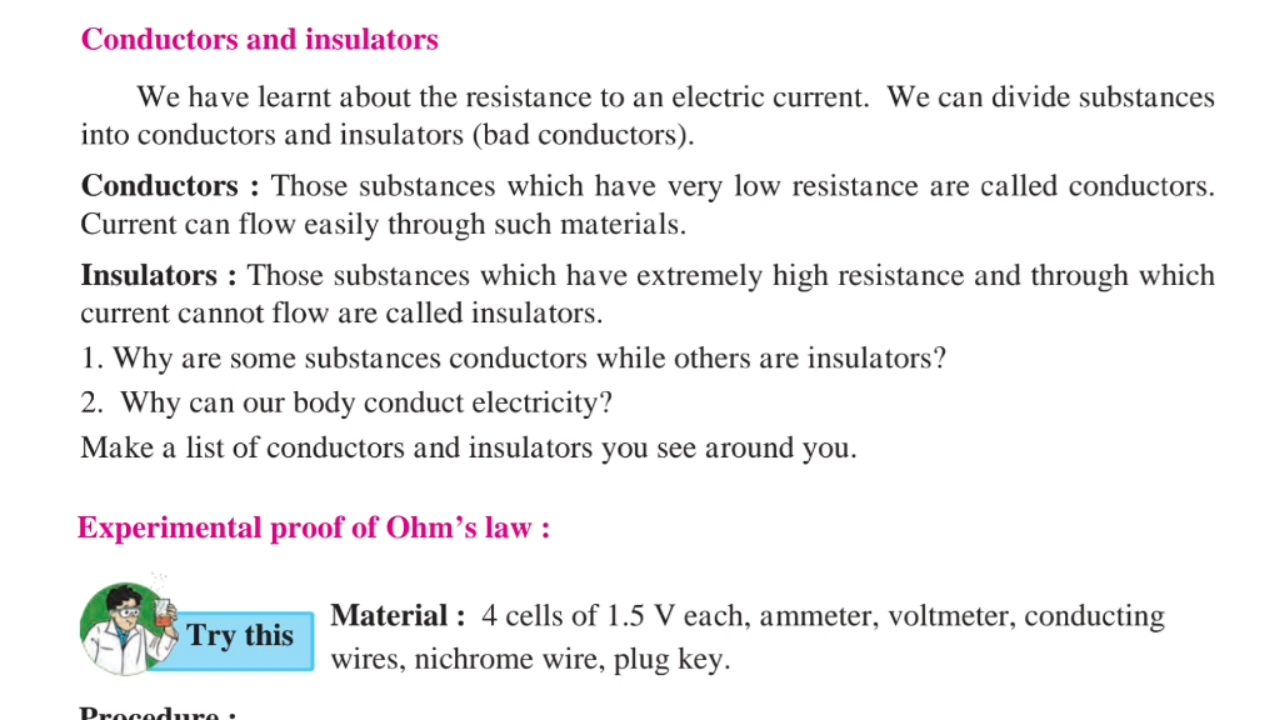 Conductors and insulators
We have learnt about the resistance to an electric current. We can divide substances
into conductors and insulators (bad conductors).
Conductors : Those substances which have very low resistance are called conductors.
Current can flow easily through such materials.
Insulators : Those substances which have extremely high resistance and through which
current cannot flow are called insulators.
1. Why are some substances conductors while others are insulators?
2. Why can our body conduct electricity?
Make a list of conductors and insulators you see around you.
Experimental proof of Ohm's law :
Try this
Material : 4 cells of 1.5 V each, ammeter, voltmeter, conducting
wires, nichrome wire, plug key.
Procedure :